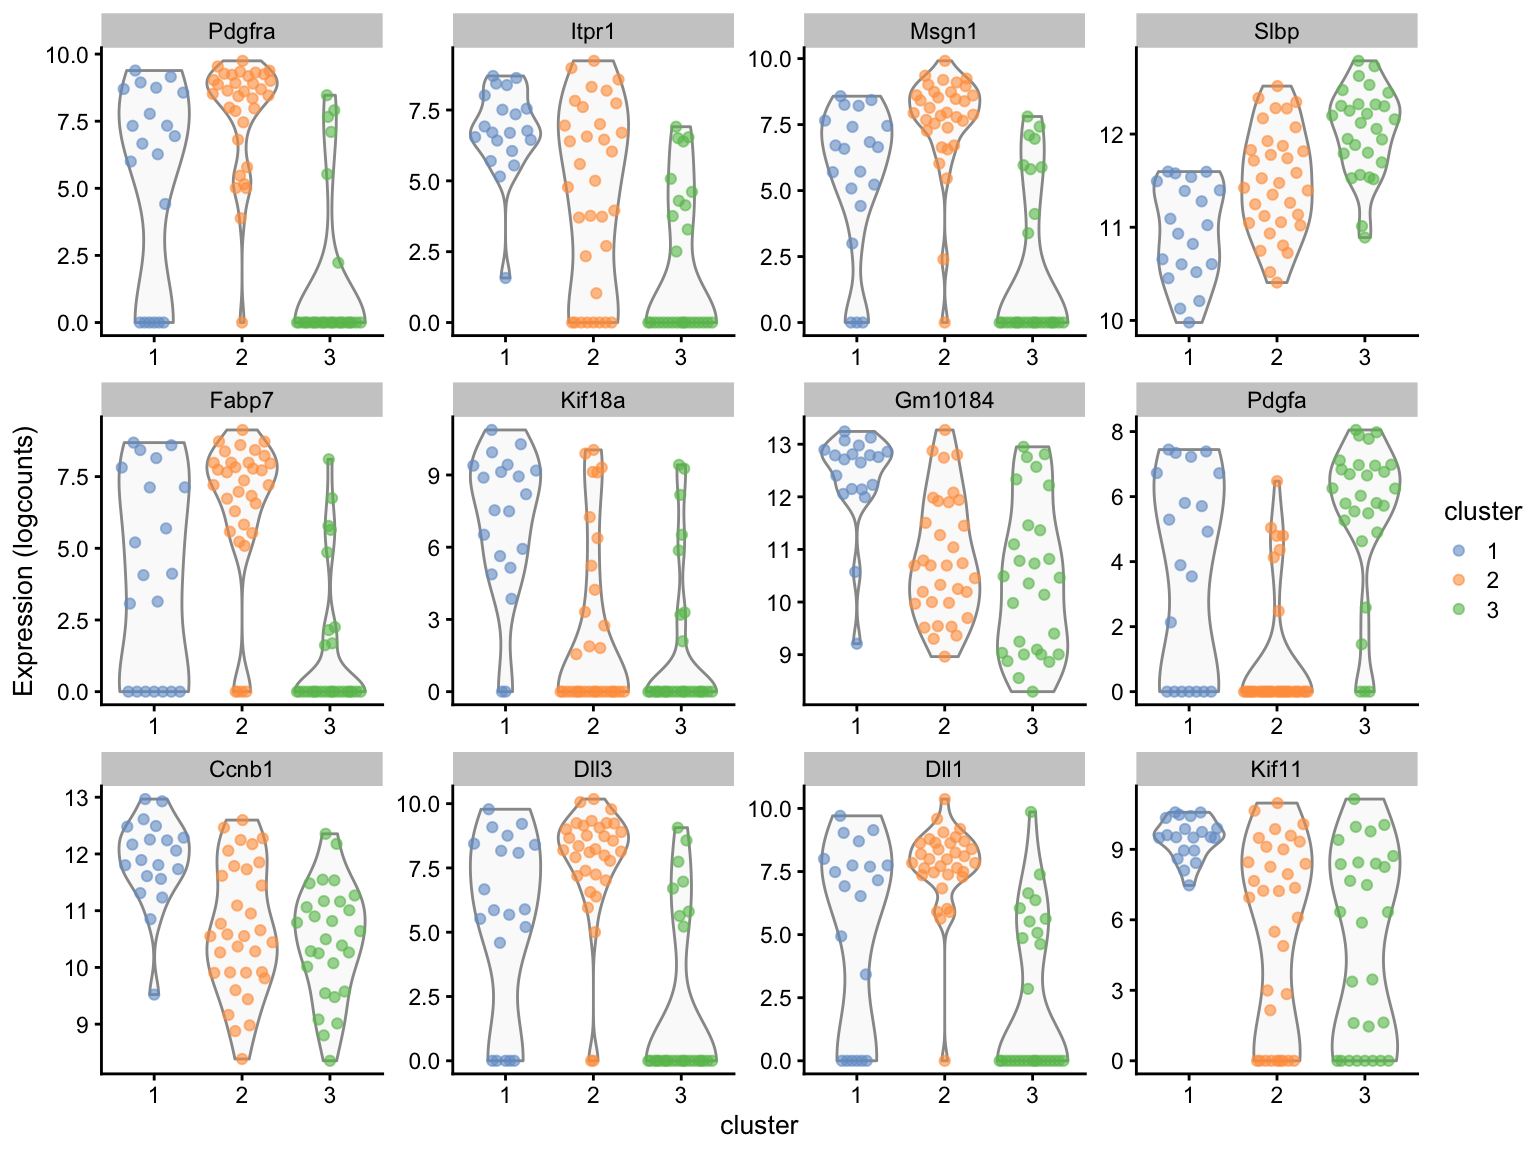 Pdgfra Itpr1 Msgn1 Slbp
10.0 7.5 5.0 2.5 0.0
7.5 5.0 2.5 0.0
10.0 7.5 5.0 2.5 0.0
12 11 10
1 2 3 1 2 3 1 2 3 1 2 3
Fabp7 Kif18a Gm10184 Pdgfa
7.5 5.0 2.5 0.0
9 6 3 0
13 12 11 10 9
8 6 4 2 0
1 2 3 1 2 3 1 2 3 1 2 3
Ccnb1 Dll3 Dll1 Kif11
13 12 11 10 9
10.0 7.5 5.0 2.5 0.0
10.0 7.5 5.0 2.5 0.0
9 6 3 0
1 2 3 1 2 3 1 2 3 1 2 3
Expression (logcounts)
cluster
cluster
1
2
3